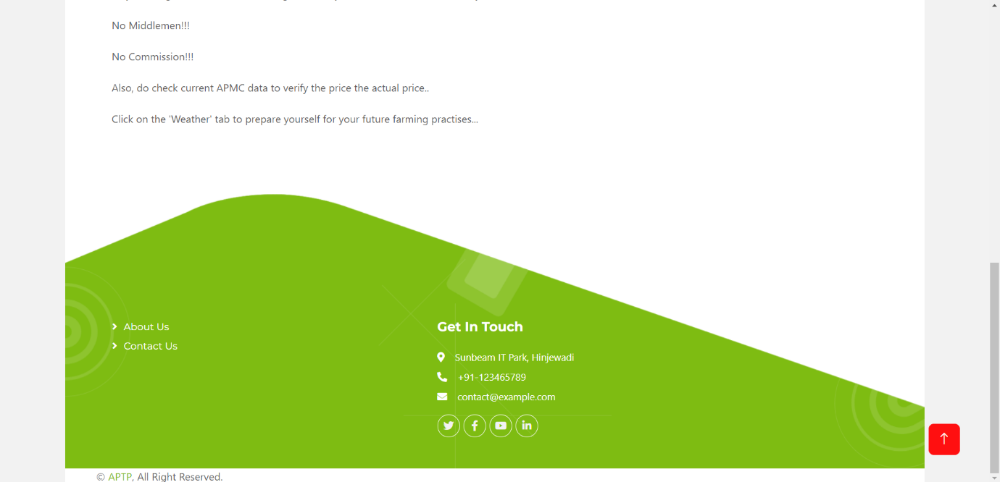 No Middlemen!!!
No Commission!!!
Also, do check current APMC data to verify the price the actual price..
Click on the 'Weather' tab to prepare yourself for your future farming practises...
About Us
Contact Us
Get In Touch
Sunbeam IT Park, Hinjewadi
+91-123465789
contact@example.com
© APTP, All Right Reserved.